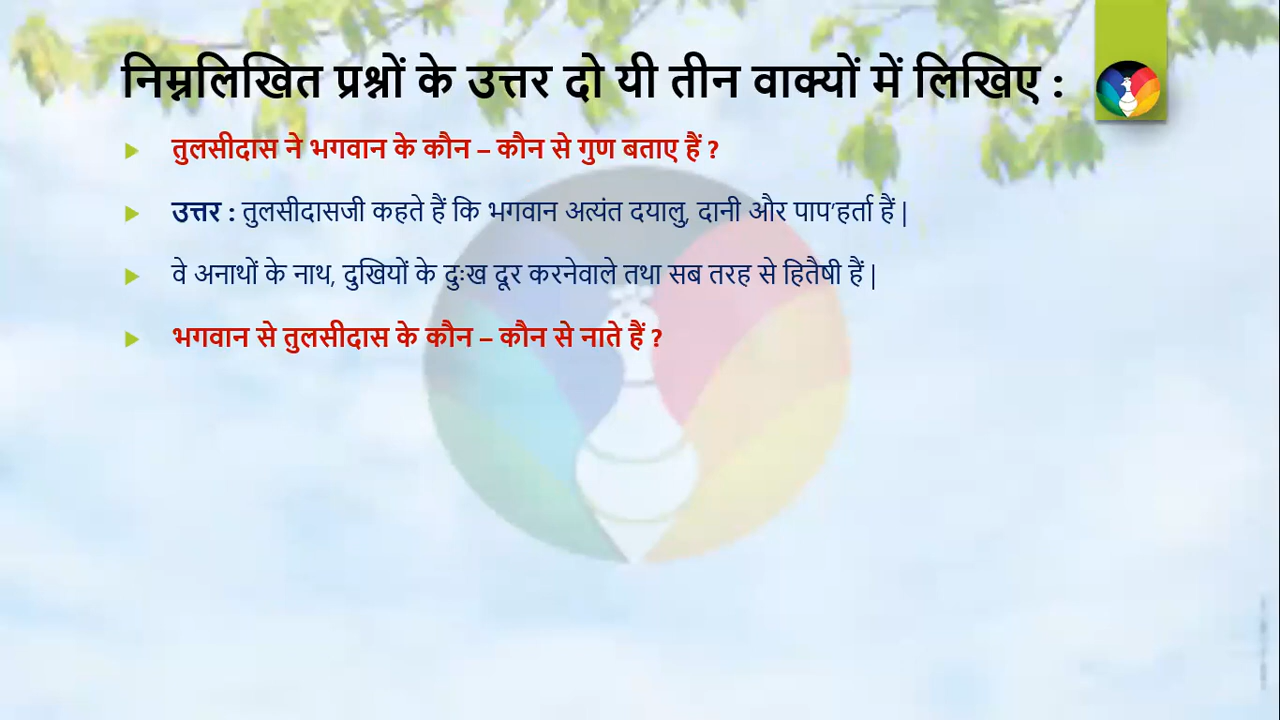 निम्नलिखित प्रश्नों के उत्तर दो यी तीन वाक्यों में लिखिए :
तुलसीदास ने भगवान के कौन – कौन से गुण बताए हैं ?
उत्तर : तुलसीदासजी कहते हैं कि भगवान अत्यंत दयालु, दानी और पाप’हर्ता हैं |
वे अनाथों के नाथ, दुखियों के दुःख दूर करनेवाले तथा सब तरह से हितैषी हैं |
भगवान से तुलसीदास के कौन – कौन से नाते हैं ?